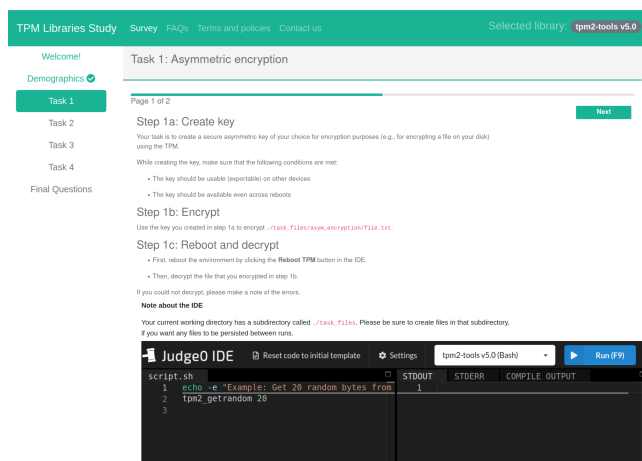 TPM Libraries Study Survey FAQs Terms and policies Contact us Selected library: tpm2-tools v5.0
Welcome!
Demographics
Task 1
Task 2
Task 3
Task 4
Final Questions
Task 1: Asymmetric encryption
Page 1 of 2
Next
Step 1a: Create key
Your task is to create a secure asymmetric key of your choice for encryption purposes (e.g., for encrypting a file on your disk)
using the TPM.
While creating the key, make sure that the following conditions are met:
• The key should be usable (exportable) on other devices
• The key should be available even across reboots
Step 1b: Encrypt
Use the key you created in step 1a to encrypt ./task_files/asym_encryption/file.txt.
Step 1c: Reboot and decrypt
• First, reboot the environment by clicking the Reboot TPM button in the IDE.
• Then, decrypt the file that you encrypted in step 1b.
If you could not decrypt, please make a note of the errors.
Note about the IDE
Your current working directory has a subdirectory called ./task_files. Please be sure to create files in that subdirectory,
if you want any files to be persisted between runs.
Judge0 IDE Reset code to initial template Settings tpm2-tools v5.0 (Bash) Run (F9)
script.sh
1 echo -e "Example: Get 20 random bytes from
2 tpm2_getrandom 20
3
STDOUT STDERR COMPILE OUTPUT
1